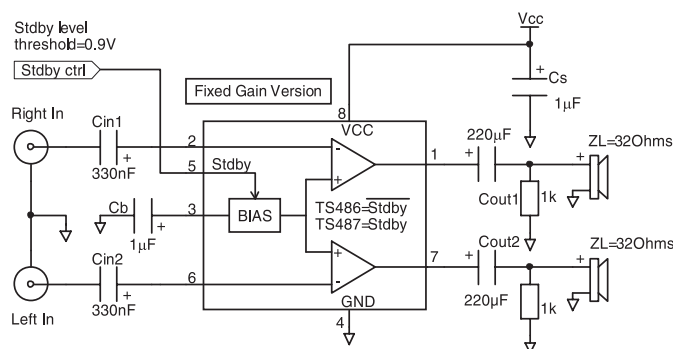 Stdby level
threshold=0.9V
Stdby ctrl
Vcc
Cs
+
1µF
Fixed Gain Version
Right In
Cin1
+
330nF
2
5
Stdby
8
VCC
-
+
1
220µF
+
Cout1
1k
ZL=32Ohms
+
Cb
1µF
+
3
BIAS
TS486=Stdby
TS487=Stdby
+
-
7
Cout2
+
220µF
1k
ZL=32Ohms
+
Cin2
+
330nF
6
Left In
GND
4